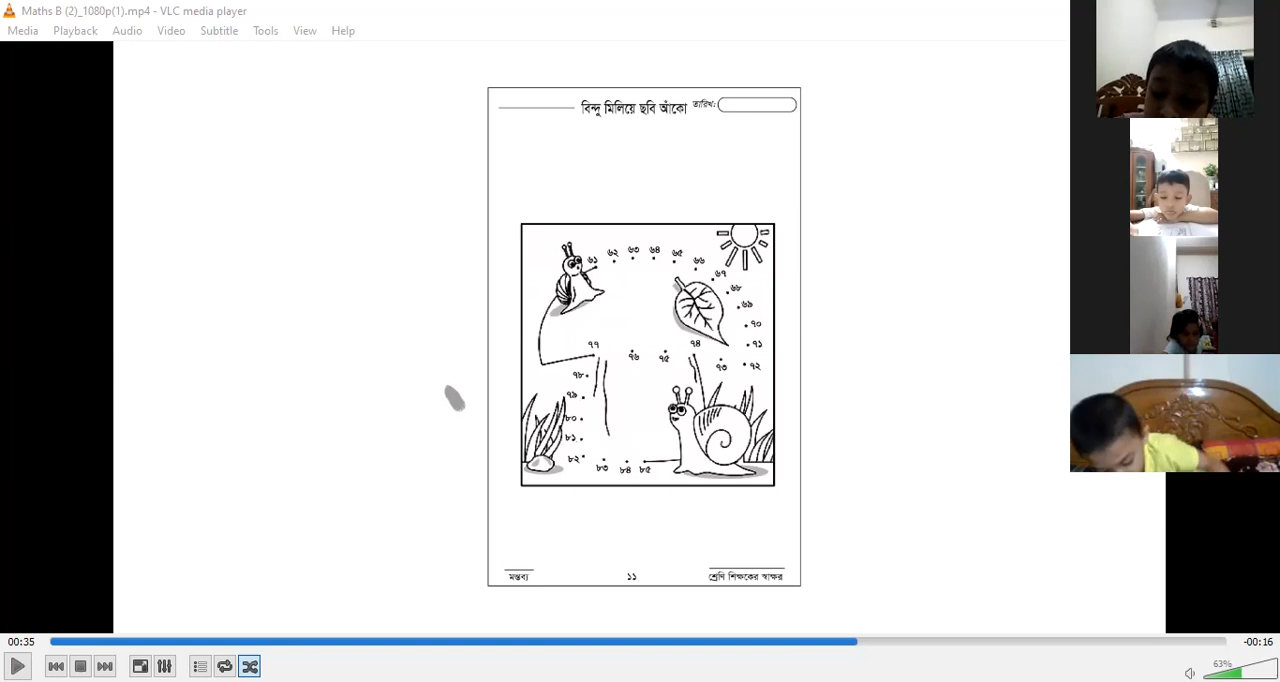 Maths B (2)_1080p(1).mp4 - VLC media player
Media Playback Audio Video Subtitle Tools View Help
বিন্দু মিলিয়ে ছবি আঁকো তারিখ:
৬১ ৬২ ৬৩ ৬৪ ৬৫
৬৬
৬৭
৬৮
৬৯
৭০
৭৭ ৭৬ ৭৫ ৭৪ ৭১
৭৩ ৭২
৭৮
৭৯
৮০
৮১
৮২ ৮৩ ৮৪ ৮৫
মন্তব্য ১১ শ্রেণি শিক্ষকের স্বাক্ষর
00:35 -00:16
63%